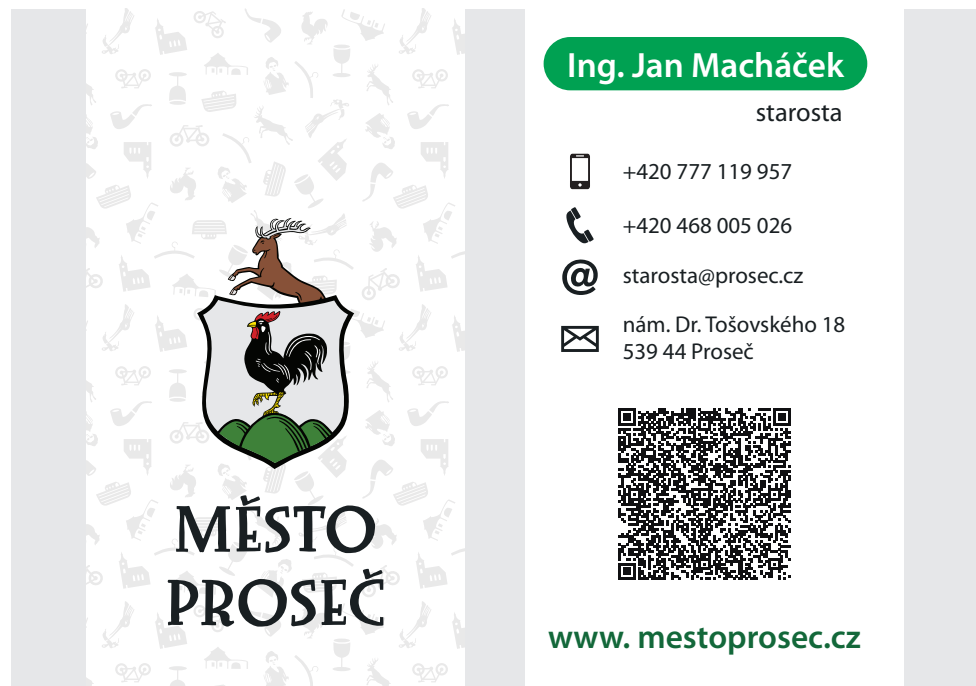 MĚSTO
PROSEČ
Ing. Jan Macháček
starosta
+420 777 119 957
+420 468 005 026
@ starosta@prosec.cz
nám. Dr. Tošovského 18
539 44 Proseč
www. mestoprosec.cz